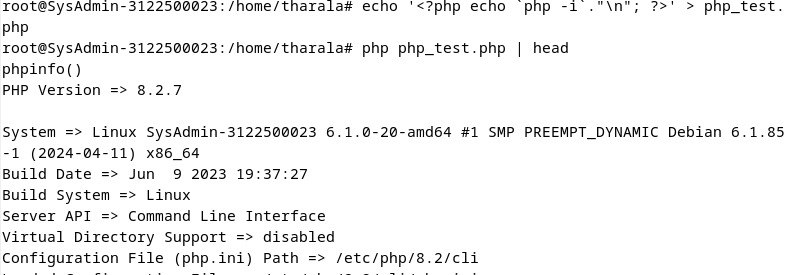 root@SysAdmin-3122500023:/home/tharala# echo '<?php echo `php -i`."\n"; ?>' > php_test.
php
root@SysAdmin-3122500023:/home/tharala# php php_test.php | head
phpinfo()
PHP Version => 8.2.7
System => Linux SysAdmin-3122500023 6.1.0-20-amd64 #1 SMP PREEMPT_DYNAMIC Debian 6.1.85
-1 (2024-04-11) x86_64
Build Date => Jun  9 2023 19:37:27
Build System => Linux
Server API => Command Line Interface
Virtual Directory Support => disabled
Configuration File (php.ini) Path => /etc/php/8.2/cli